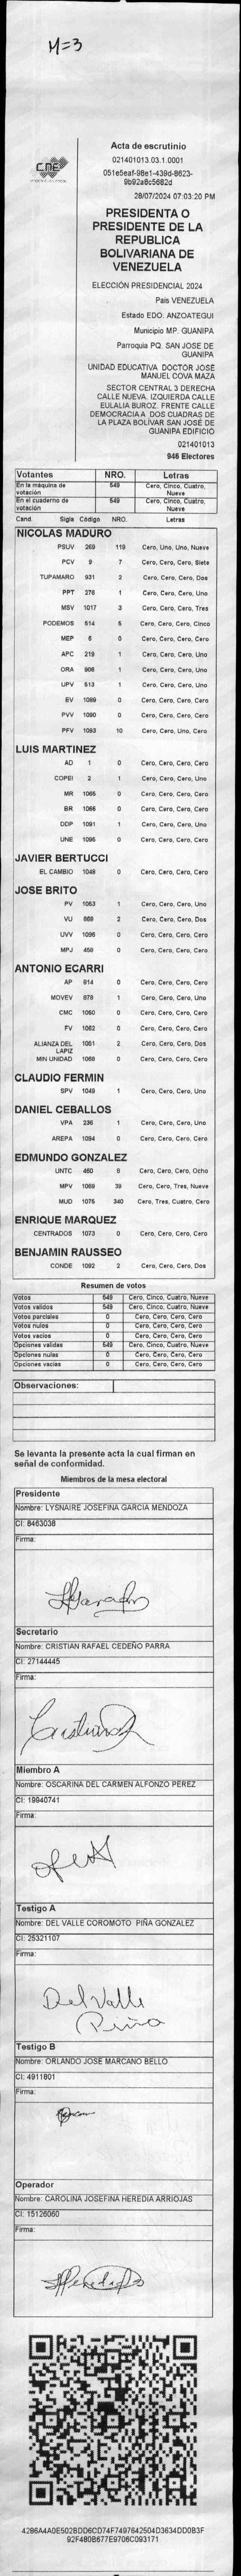 M=3
CNE
Acta de escrutinio
021401013.03.1.0001
051e5eaf-98e1-439d-8623-
9b92a8c5682d
28/07/2024 07:03:20 PM
PRESIDENTA O
PRESIDENTE DE LA
REPUBLICA
BOLIVARIANA DE
VENEZUELA
ELECCIÓN PRESIDENCIAL 2024
País VENEZUELA
Estado EDO. ANZOATEGUI
Municipio MP. GUANIPA
Parroquia PQ. SAN JOSE DE
GUANIPA
UNIDAD EDUCATIVA DOCTOR JOSÉ
MANUEL COVA MAZA
SECTOR CENTRAL 3 DERECHA
CALLE NUEVA. IZQUIERDA CALLE
EULALIA BUROZ. FRENTE CALLE
DEMOCRACIA A DOS CUADRAS DE
LA PLAZA BOLÍVAR SAN JOSÉ DE
GUANIPA EDIFICIO
021401013
946 Electores
Votantes NRO. Letras
En la máquina de votación 549 Cero, Cinco, Cuatro, Nueve
En el cuaderno de votación 549 Cero, Cinco, Cuatro, Nueve
Cand. Sigla Código NRO. Letras
NICOLAS MADURO
PSUV 269 119 Cero, Uno, Uno, Nueve
PCV 9 7 Cero, Cero, Cero, Siete
TUPAMARO 931 2 Cero, Cero, Cero, Dos
PPT 276 1 Cero, Cero, Cero, Uno
MSV 1017 3 Cero, Cero, Cero, Tres
PODEMOS 514 5 Cero, Cero, Cero, Cinco
MEP 6 0 Cero, Cero, Cero, Cero
APC 219 1 Cero, Cero, Cero, Uno
ORA 906 1 Cero, Cero, Cero, Uno
UPV 513 1 Cero, Cero, Cero, Uno
EV 1089 0 Cero, Cero, Cero, Cero
PVV 1090 0 Cero, Cero, Cero, Cero
PFV 1093 10 Cero, Cero, Uno, Cero
LUIS MARTINEZ
AD 1 0 Cero, Cero, Cero, Cero
COPEI 2 1 Cero, Cero, Cero, Uno
MR 1065 0 Cero, Cero, Cero, Cero
BR 1066 0 Cero, Cero, Cero, Cero
DDP 1091 1 Cero, Cero, Cero, Uno
UNE 1095 0 Cero, Cero, Cero, Cero
JAVIER BERTUCCI
EL CAMBIO 1048 0 Cero, Cero, Cero, Cero
JOSE BRITO
PV 1053 1 Cero, Cero, Cero, Uno
VU 869 2 Cero, Cero, Cero, Dos
UVV 1096 0 Cero, Cero, Cero, Cero
MPJ 459 0 Cero, Cero, Cero, Cero
ANTONIO ECARRI
AP 814 0 Cero, Cero, Cero, Cero
MOVEV 878 1 Cero, Cero, Cero, Uno
CMC 1050 0 Cero, Cero, Cero, Cero
FV 1062 0 Cero, Cero, Cero, Cero
ALIANZA DEL LAPIZ 1051 2 Cero, Cero, Cero, Dos
MIN UNIDAD 1068 0 Cero, Cero, Cero, Cero
CLAUDIO FERMIN
SPV 1049 1 Cero, Cero, Cero, Uno
DANIEL CEBALLOS
VPA 236 1 Cero, Cero, Cero, Uno
AREPA 1094 0 Cero, Cero, Cero, Cero
EDMUNDO GONZALEZ
UNTC 460 8 Cero, Cero, Cero, Ocho
MPV 1069 39 Cero, Cero, Tres, Nueve
MUD 1075 340 Cero, Tres, Cuatro, Cero
ENRIQUE MARQUEZ
CENTRADOS 1073 0 Cero, Cero, Cero, Cero
BENJAMIN RAUSSEO
CONDE 1092 2 Cero, Cero, Cero, Dos
Resumen de votos
Votos 549 Cero, Cinco, Cuatro, Nueve
Votos validos 549 Cero, Cinco, Cuatro, Nueve
Votos parciales 0 Cero, Cero, Cero, Cero
Votos nulos 0 Cero, Cero, Cero, Cero
Votos vacíos 0 Cero, Cero, Cero, Cero
Opciones validas 549 Cero, Cinco, Cuatro, Nueve
Opciones nulas 0 Cero, Cero, Cero, Cero
Opciones vacías 0 Cero, Cero, Cero, Cero
Observaciones:
Se levanta la presente acta la cual firman en
señal de conformidad.
Miembros de la mesa electoral
Presidente
Nombre: LYSNAIRE JOSEFINA GARCIA MENDOZA
CI: 8463038
Firma:
Secretario
Nombre: CRISTIAN RAFAEL CEDEÑO PARRA
CI: 27144445
Firma:
Miembro A
Nombre: OSCARINA DEL CARMEN ALFONZO PEREZ
CI: 19940741
Firma:
Testigo A
Nombre: DEL VALLE COROMOTO PIÑA GONZALEZ
CI: 25321107
Firma:
Del Valle
Piña
Testigo B
Nombre: ORLANDO JOSE MARCANO BELLO
CI: 4911801
Firma:
Operador
Nombre: CAROLINA JOSEFINA HEREDIA ARRIOJAS
CI: 15126060
Firma:
4286A4A0E502BDD6CD74F7497642504D3634DD0B3F
92F480B677E9706C093171